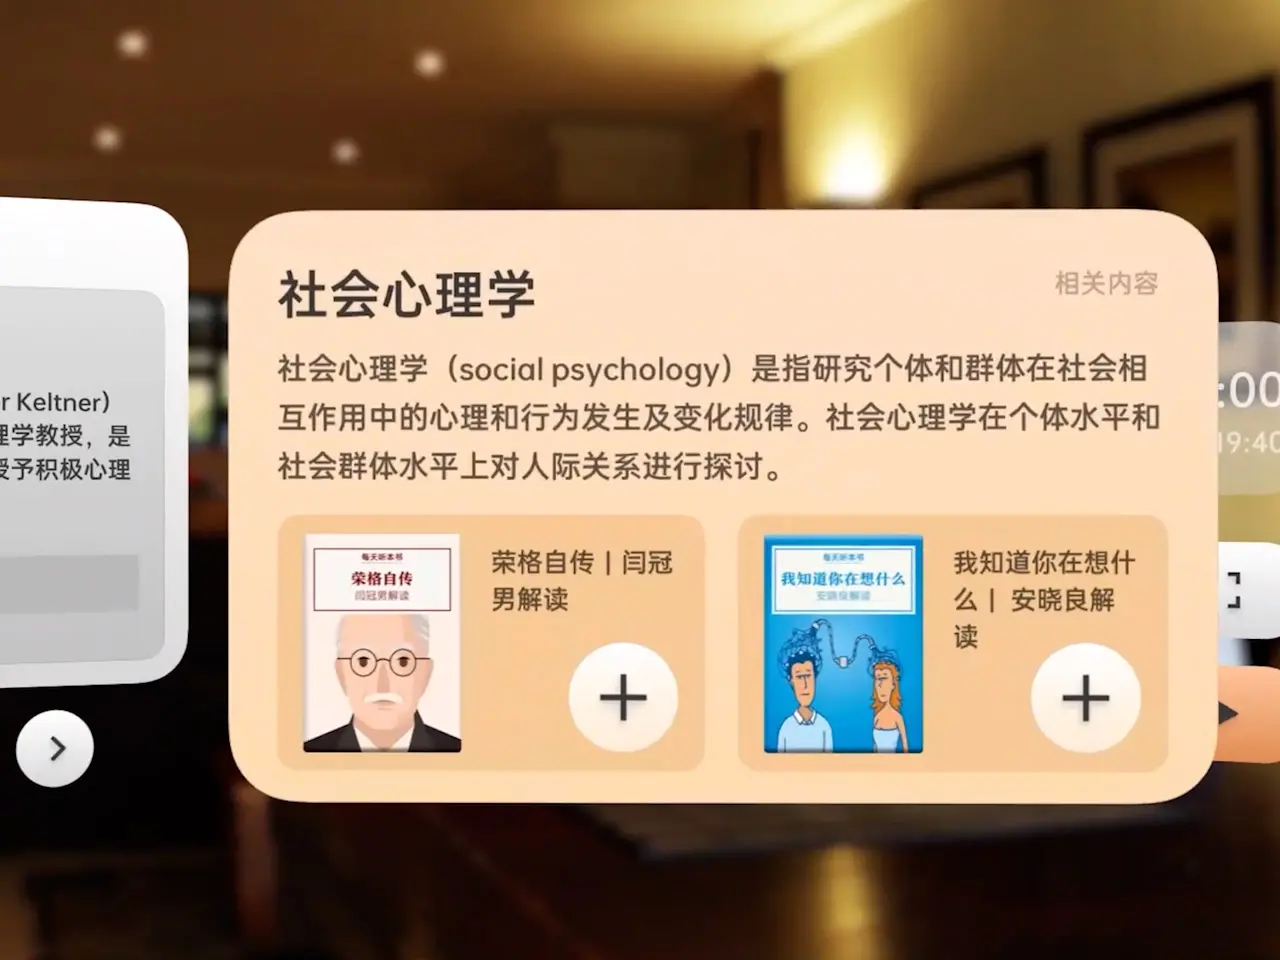 社会心理学
相关内容
社会心理学（social psychology）是指研究个体和群体在社会相
互作用中的心理和行为发生及变化规律。社会心理学在个体水平和
社会群体水平上对人际关系进行探讨。
每天听本书
荣格自传
闫冠男解读
荣格自传 | 闫冠
男解读
每天听本书
我知道你在想什么
安晓良解读
我知道你在想什
么 | 安晓良解
读
r Keltner)
理学教授，是
授予积极心理
:00
19:40